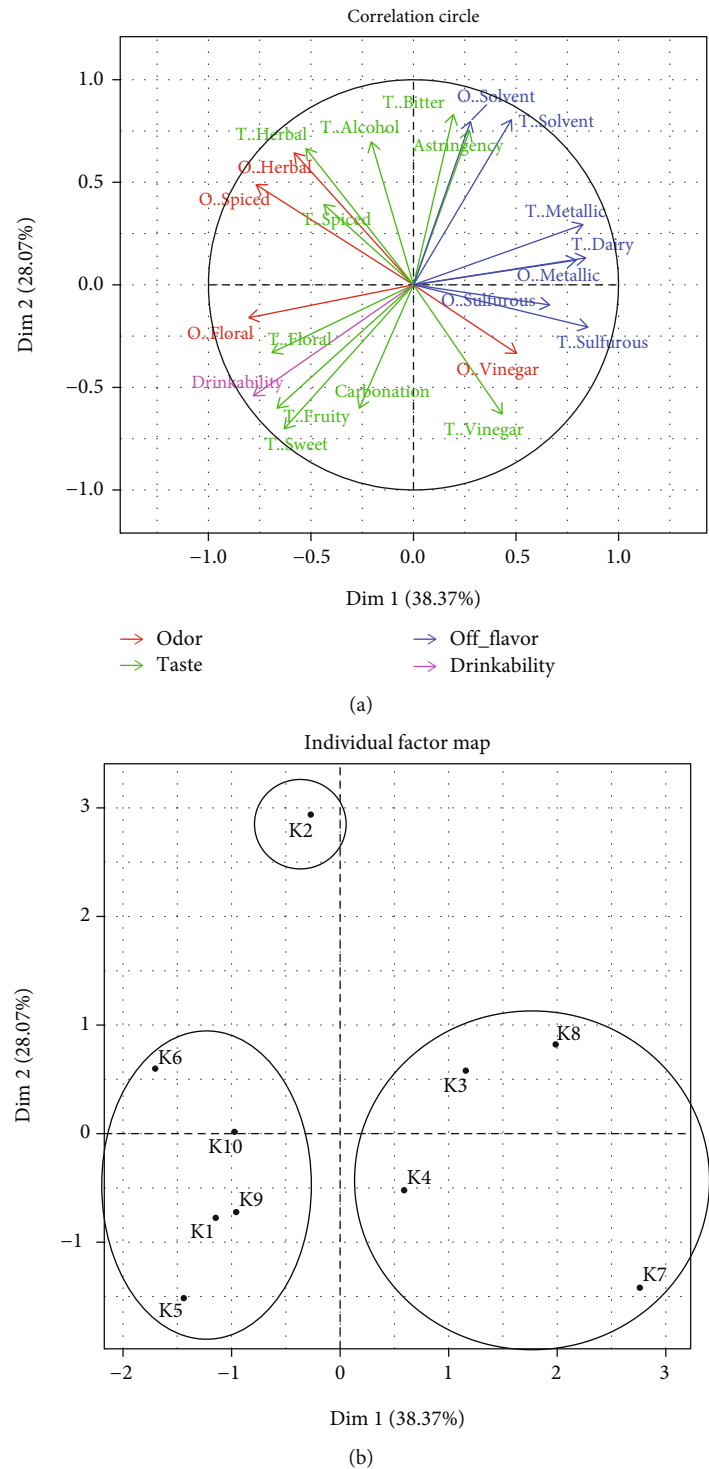 Correlation circle
1.0
0.5
0.0
−0.5
−1.0
Dim 2 (28.07%)
T..Bitter
O..Solvent
T..Solvent
T..Herbal
T..Alcohol
Astringency
O..Herbal
O..Spiced
T..Spiced
T..Metallic
T..Dairy
O..Metallic
O..Sulfurous
O..Floral
T..Floral
T..Sulfurous
O..Vinegar
Drinkability
Carbonation
T..Fruity
T..Vinegar
T..Sweet
−1.0 −0.5 0.0 0.5 1.0
Dim 1 (38.37%)
Odor
Taste
Off_flavor
Drinkability
(a)
Individual factor map
3
2
1
0
−1
Dim 2 (28.07%)
K2
K6
K8
K3
K10
K4
K9
K1
K7
K5
−2 −1 0 1 2 3
Dim 1 (38.37%)
(b)